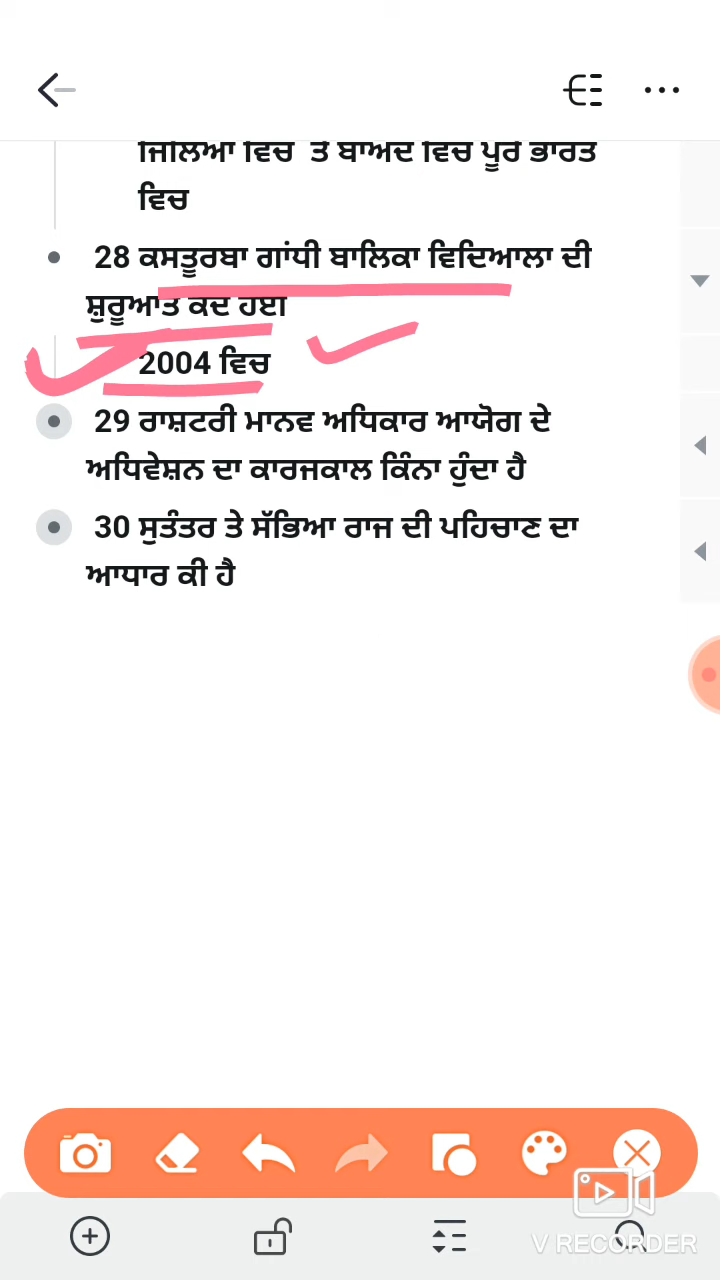 ਜਿਲਿਆਂ ਵਿਚ ਤੇ ਬਾਅਦ ਵਿਚ ਪੂਰੇ ਭਾਰਤ
ਵਿਚ
28 ਕਸਤੂਰਬਾ ਗਾਂਧੀ ਬਾਲਿਕਾ ਵਿਦਿਆਲਾ ਦੀ
ਸ਼ੁਰੂਆਤ ਕਦ ਹੋਈ
2004 ਵਿਚ
29 ਰਾਸ਼ਟਰੀ ਮਾਨਵ ਅਧਿਕਾਰ ਆਯੋਗ ਦੇ
ਅਧਿਵੇਸ਼ਨ ਦਾ ਕਾਰਜਕਾਲ ਕਿੰਨਾ ਹੁੰਦਾ ਹੈ
30 ਸੁਤੰਤਰ ਤੇ ਸੱਭਿਆ ਰਾਜ ਦੀ ਪਹਿਚਾਣ ਦਾ
ਆਧਾਰ ਕੀ ਹੈ
V RECORDER